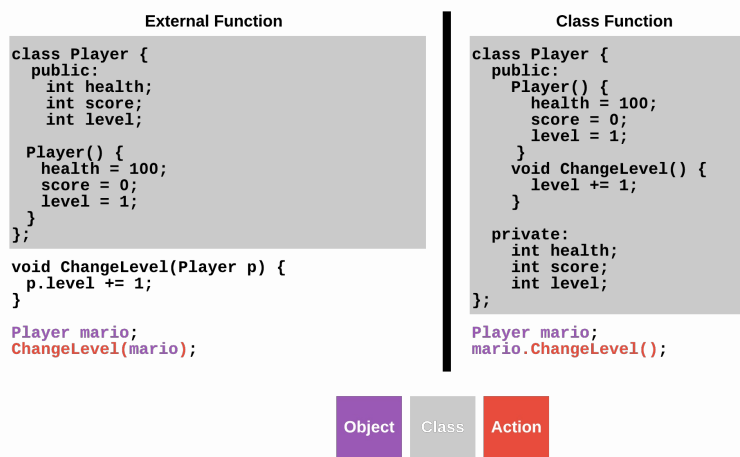 External Function
class Player {
public:
int health;
int score;
int level;
Player() {
health = 100;
score = 0;
level = 1;
}
};
void ChangeLevel(Player p) {
p.level += 1;
}
Player mario;
ChangeLevel(mario);
Class Function
class Player {
public:
Player() {
health = 100;
score = 0;
level = 1;
}
void ChangeLevel() {
level += 1;
}
private:
int health;
int score;
int level;
};
Player mario;
mario.ChangeLevel();
Object
Class
Action